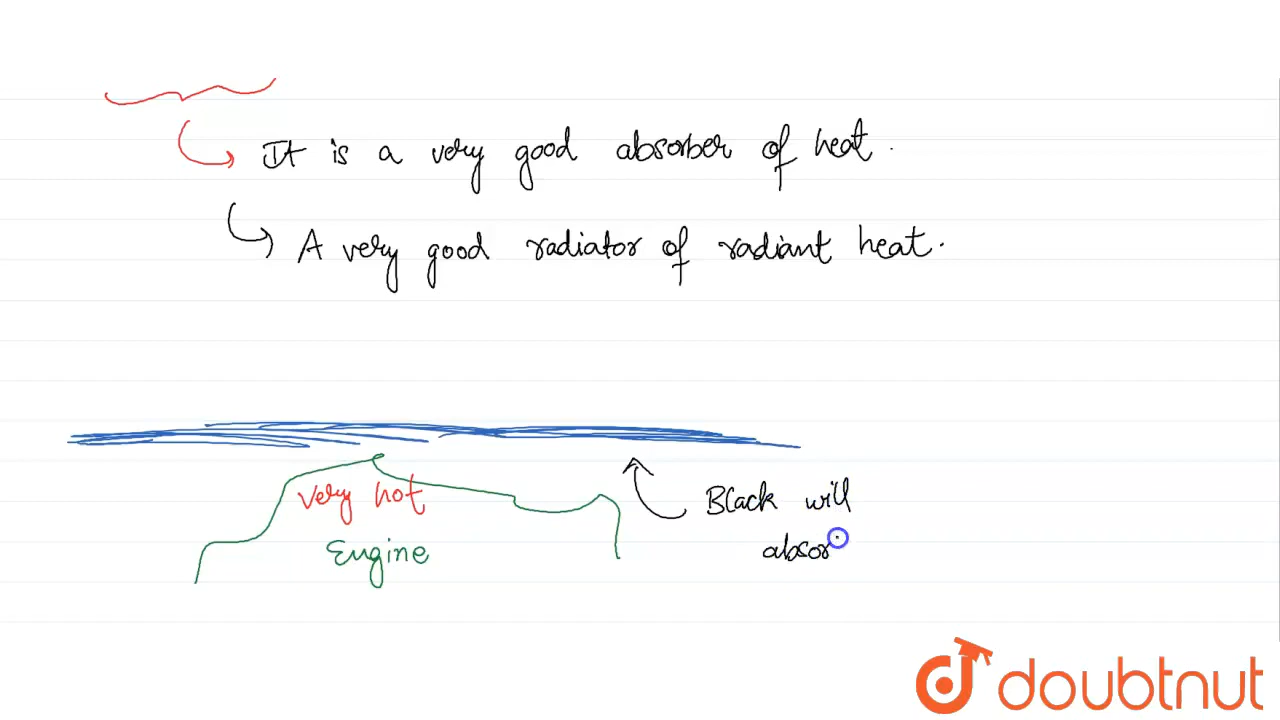 It is a very good absorber of heat.
A very good radiator of radiant heat.
Very hot
Engine
Black will
absor
doubtnut